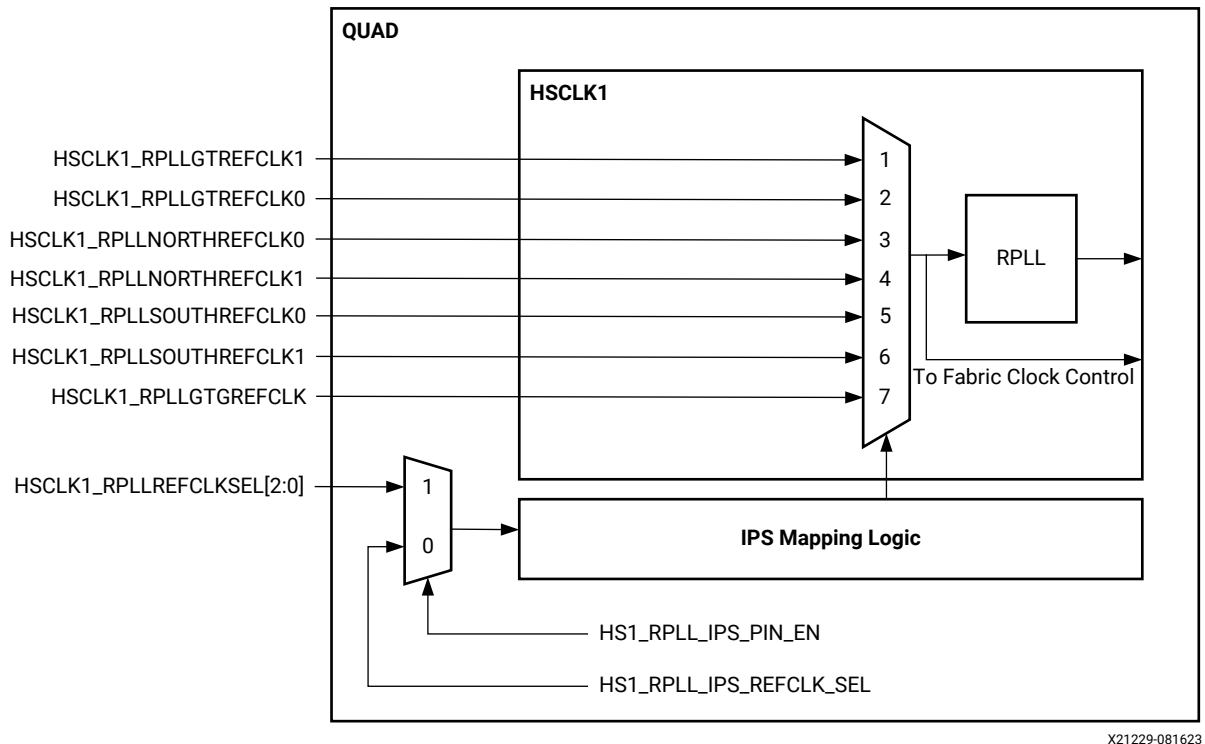 QUAD
HSCLK1
HSCLK1_RPLLGTREFCLK1
1
HSCLK1_RPLLGTREFCLK0
2
HSCLK1_RPLLNORTHREFCLK0
3
RPLL
HSCLK1_RPLLNORTHREFCLK1
4
HSCLK1_RPLLSOUTHREFCLK0
5
HSCLK1_RPLLSOUTHREFCLK1
6
To Fabric Clock Control
HSCLK1_RPLLGTGREFCLK
7
HSCLK1_RPLLREFCLKSEL[2:0]
1
0
IPS Mapping Logic
HS1_RPLL_IPS_PIN_EN
HS1_RPLL_IPS_REFCLK_SEL
X21229-081623